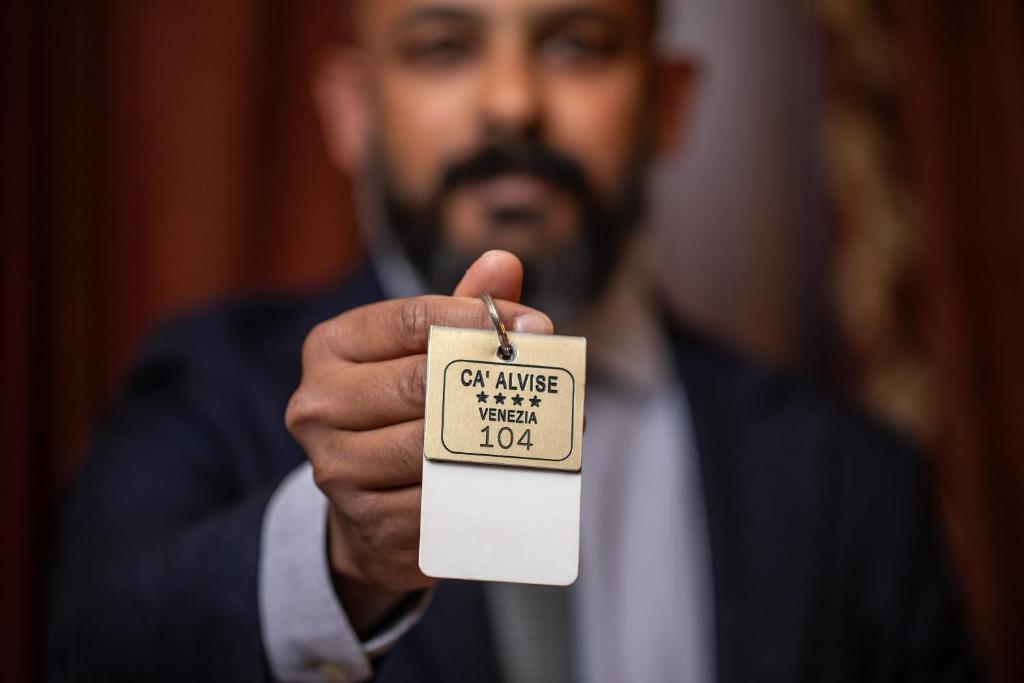 CA' ALVISE
★★★★
VENEZIA
104